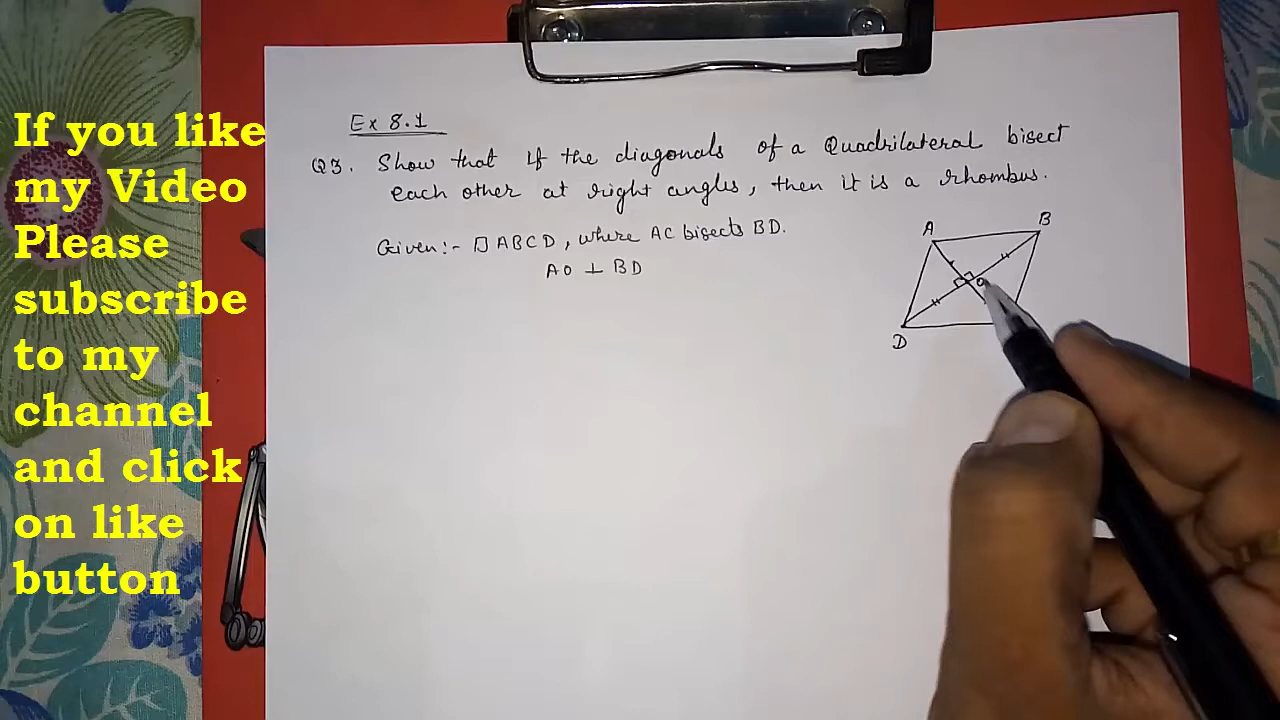 If you like
my Video
Please
subscribe
to my
channel
and click
on like
button
Ex 8.1
Q3. Show that if the diagonals of a Quadrilateral bisect
each other at right angles, then it is a rhombus.
Given:- □ ABCD, where AC bisects BD.
AO ⊥ BD
A
B
O
D